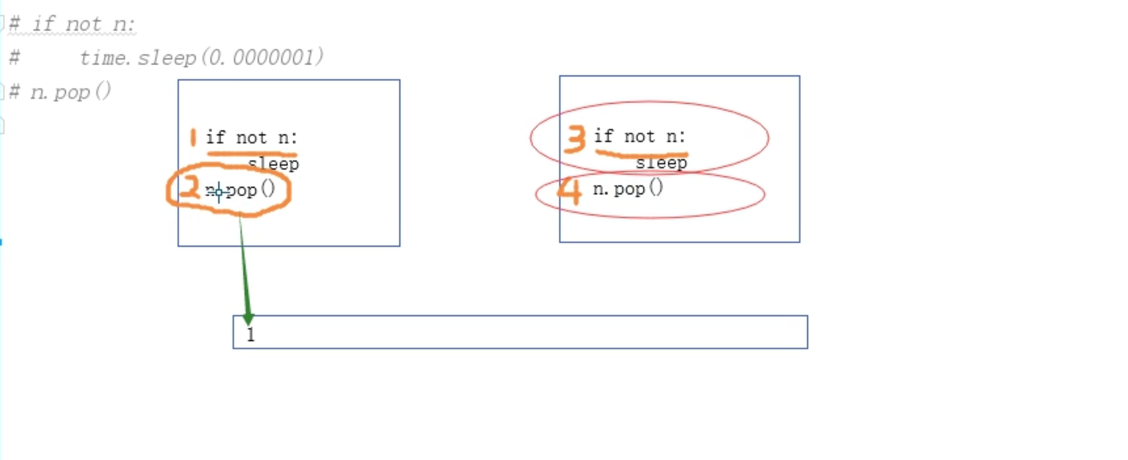 # if not n:
#     time.sleep(0.0000001)
# n.pop()
1 if not n:
sleep
2 n.pop()
3 if not n:
sleep
4 n.pop()
1